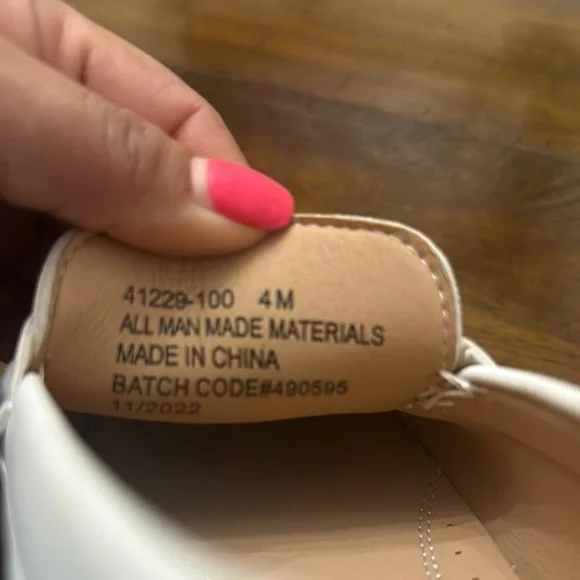 41229-100 4 M
ALL MAN MADE MATERIALS
MADE IN CHINA
BATCH CODE#490595
11/2022